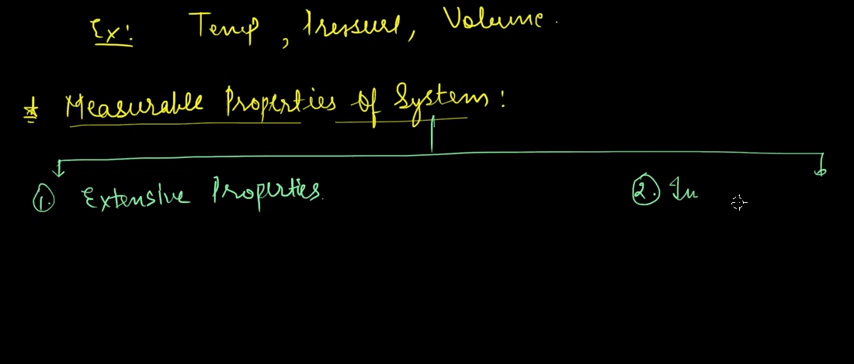 Ex: Temp, Pressure, Volume.
* Measurable Properties Of System:
1. Extensive Properties.
2. In